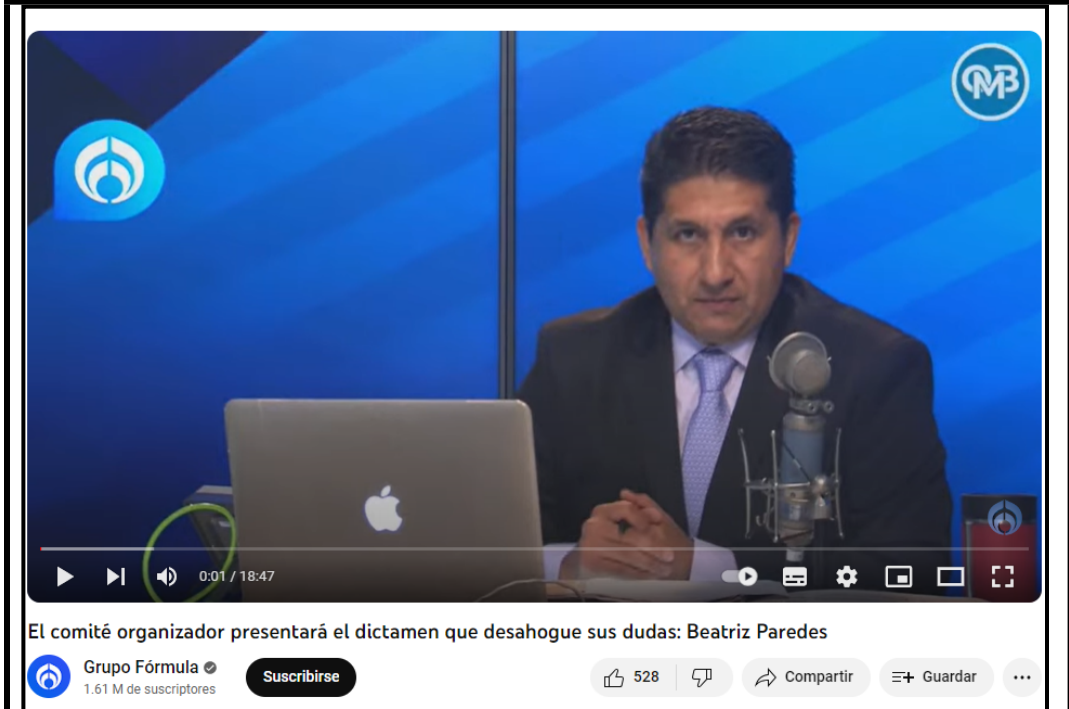 OMB
0:01 / 18:47
El comité organizador presentará el dictamen que desahogue sus dudas: Beatriz Paredes
Grupo Fórmula
1.61 M de suscriptores
Suscribirse
528
Compartir
Guardar